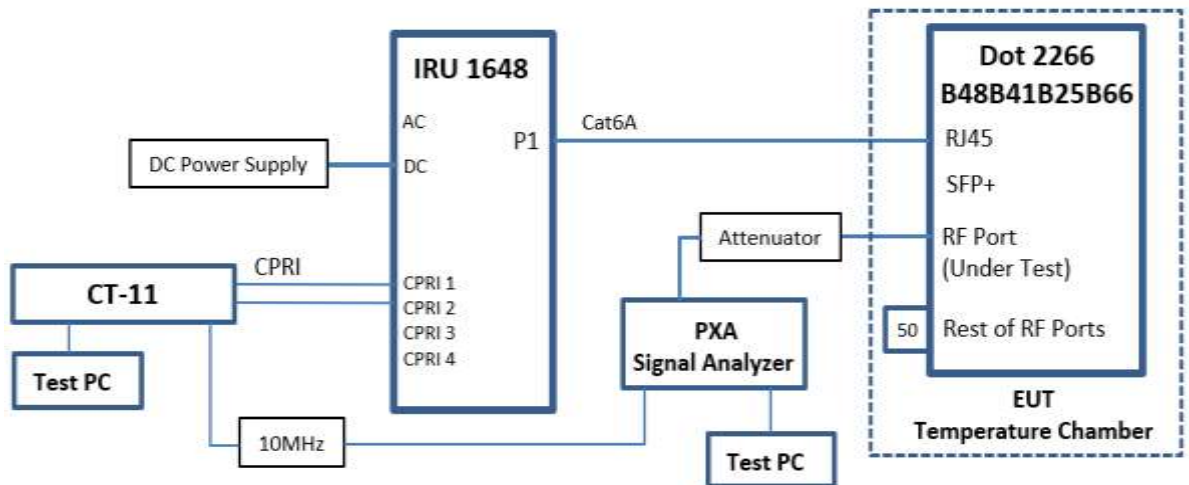 IRU 1648
AC
DC
P1
Cat6A
DC Power Supply
Dot 2266
B48B41B25B66
RJ45
SFP+
RF Port
(Under Test)
Attenuator
CPRI
CT-11
CPRI 1
CPRI 2
CPRI 3
CPRI 4
PXA
Signal Analyzer
50
Rest of RF Ports
Test PC
EUT
Temperature Chamber
10MHz
Test PC